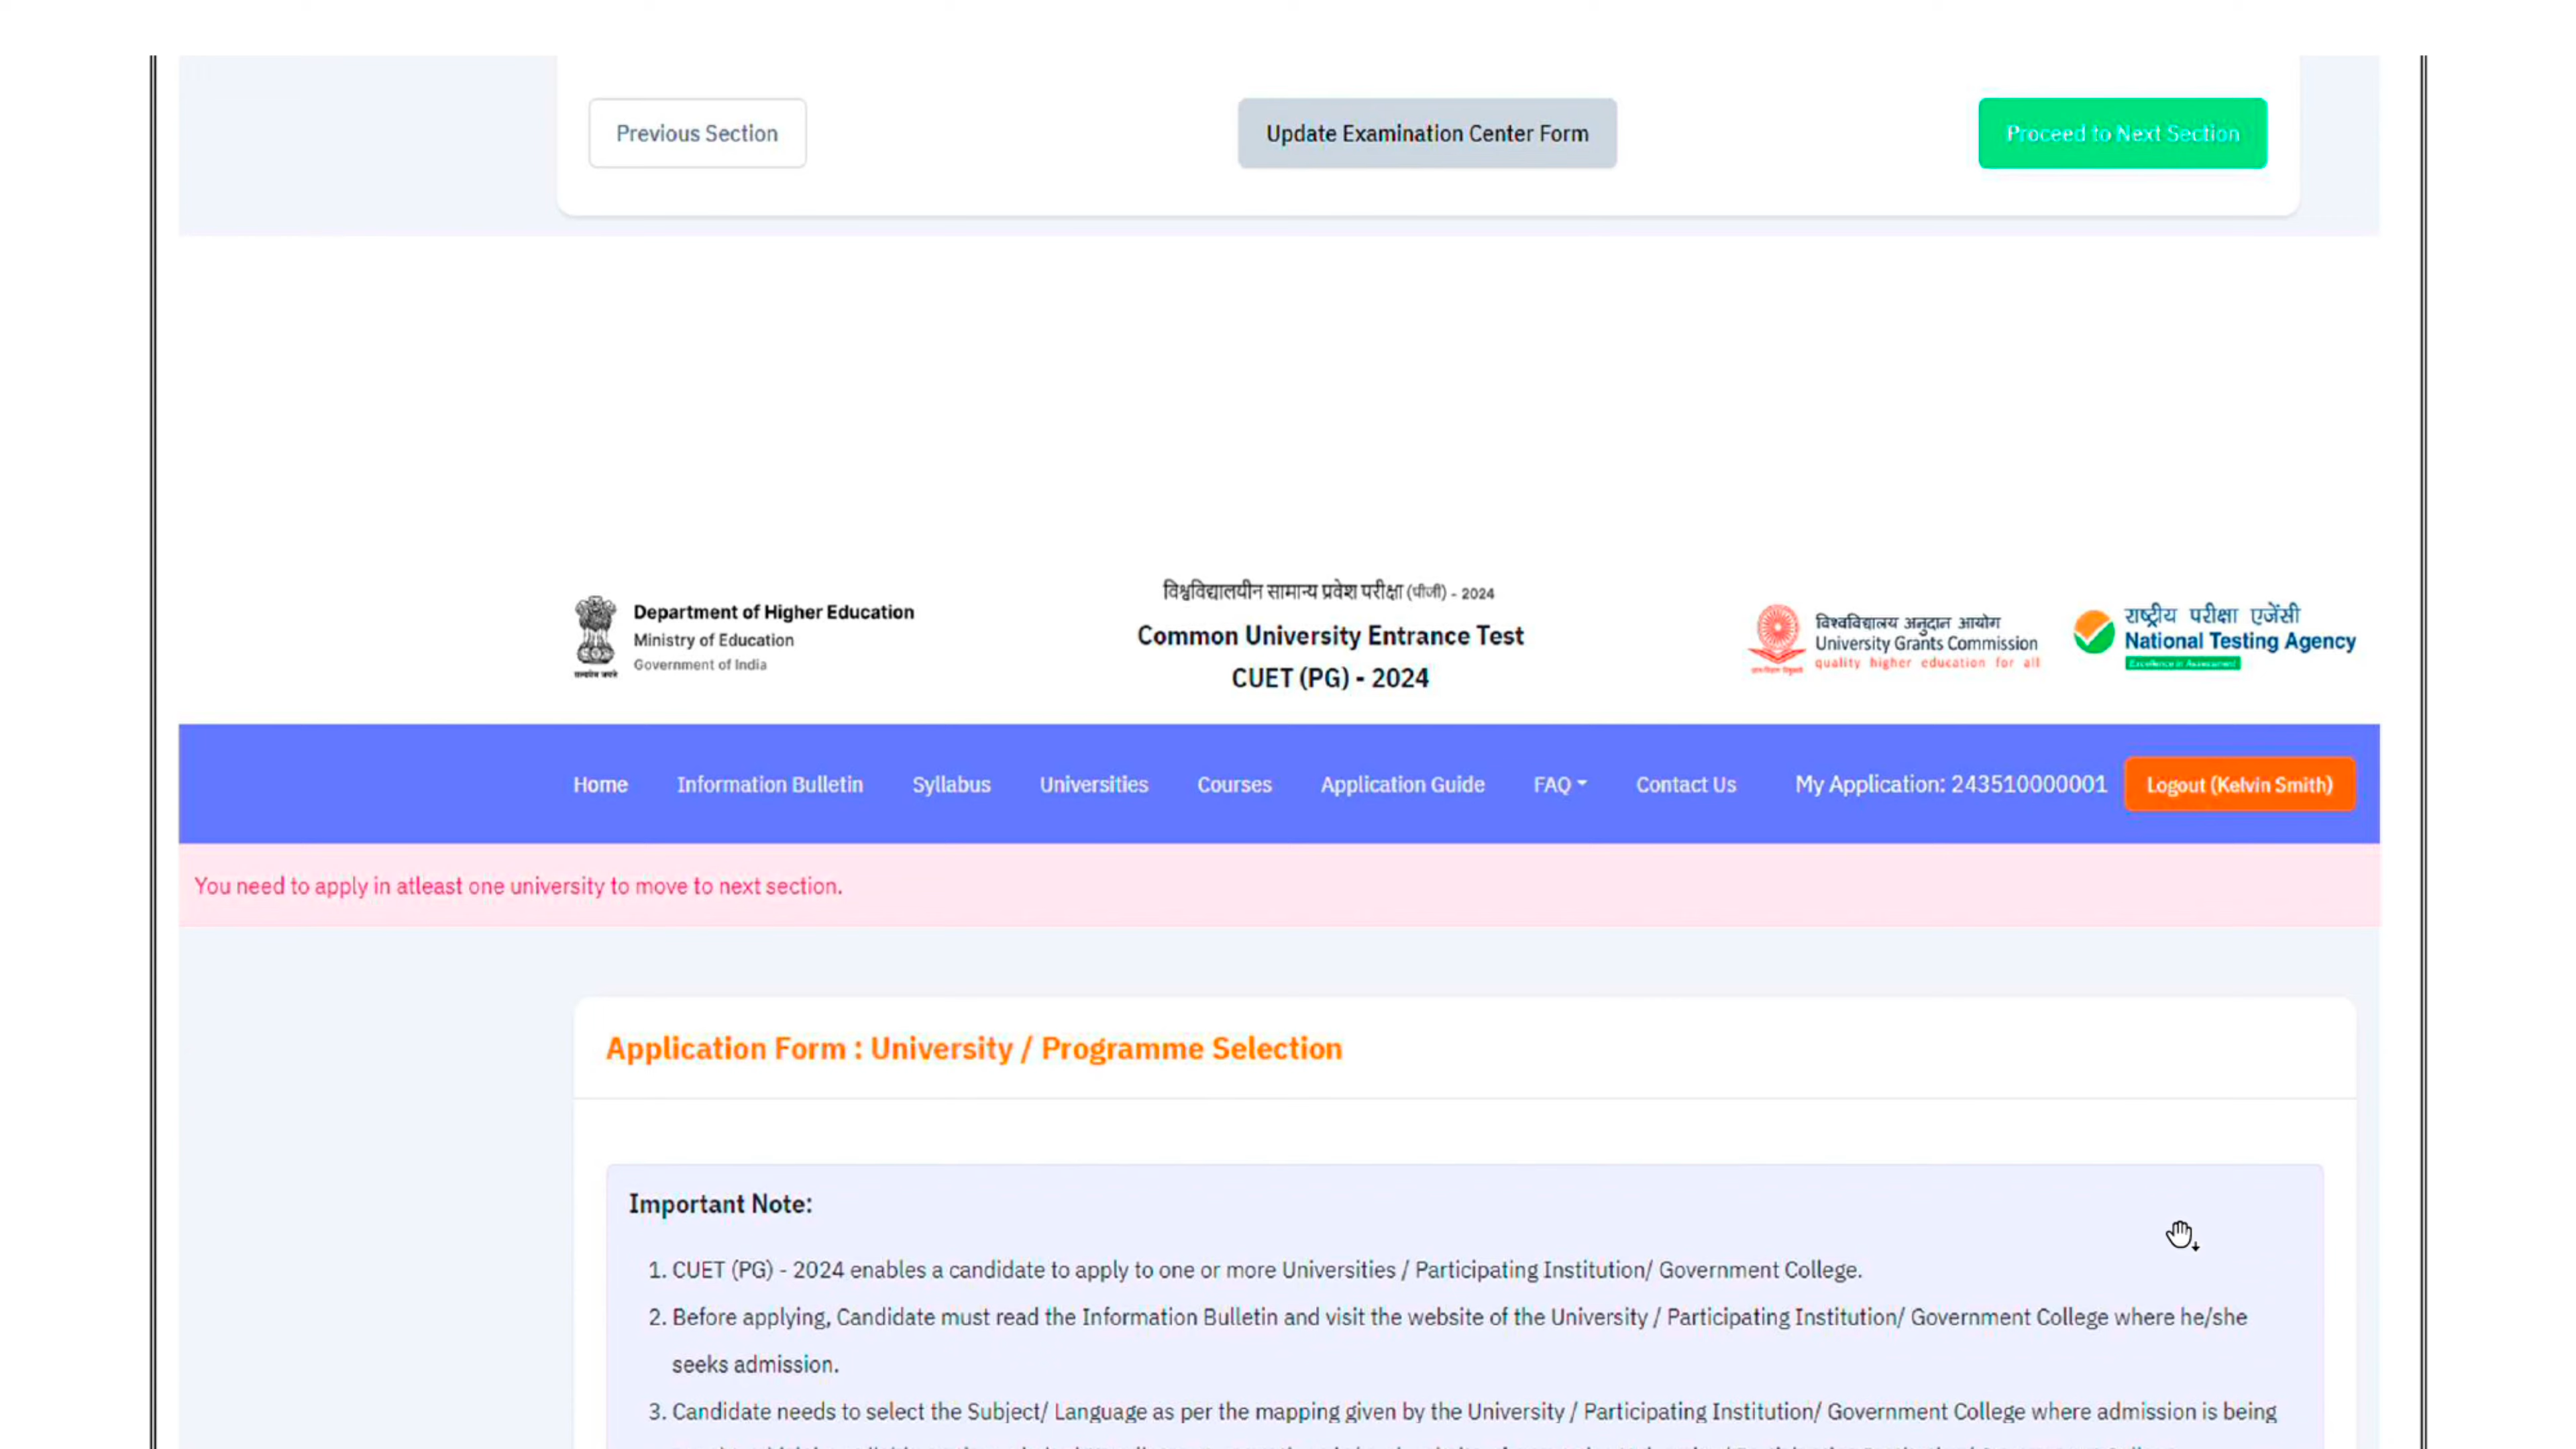 Previous Section
Update Examination Center Form
Proceed to Next Section
विश्वविद्यालयीन सामान्य प्रवेश परीक्षा (पीजी) - 2024
Department of Higher Education
Ministry of Education
Government of India
सत्यमेव जयते
Common University Entrance Test
CUET (PG) - 2024
विश्वविद्यालय अनुदान आयोग
University Grants Commission
quality higher education for all
राष्ट्रीय परीक्षा एजेंसी
National Testing Agency
Excellence in Assessment
Home
Information Bulletin
Syllabus
Universities
Courses
Application Guide
FAQ
Contact Us
My Application: 243510000001
Logout (Kelvin Smith)
You need to apply in atleast one university to move to next section.
Application Form : University / Programme Selection
Important Note:
1. CUET (PG) - 2024 enables a candidate to apply to one or more Universities / Participating Institution/ Government College.
2. Before applying, Candidate must read the Information Bulletin and visit the website of the University / Participating Institution/ Government College where he/she
seeks admission.
3. Candidate needs to select the Subject/ Language as per the mapping given by the University / Participating Institution/ Government College where admission is being